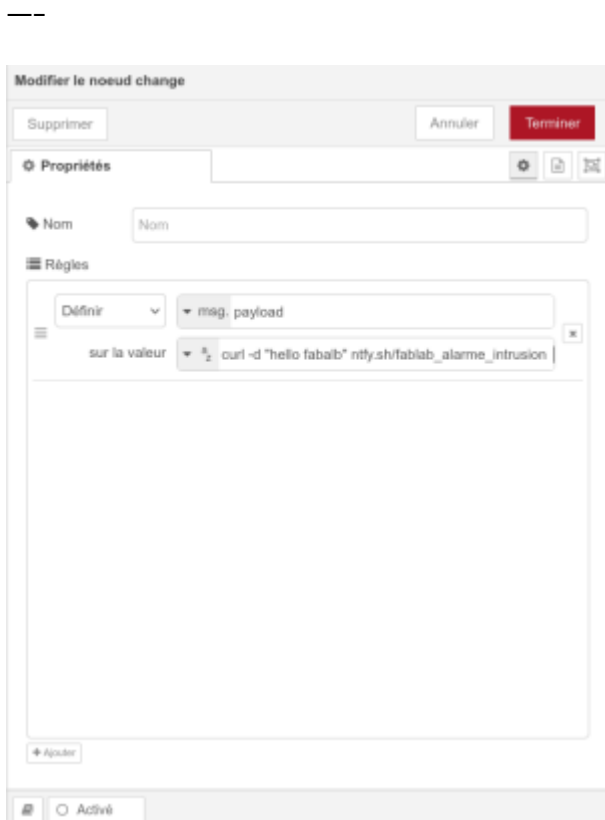 —–
Modifier le noeud change
Supprimer Annuler Terminer
Propriétés
Nom Nom
Règles
Définir msg. payload
sur la valeur a z curl -d "hello fabalb" ntfy.sh/fablab_alarme_intrusion
Ajouter
Activé